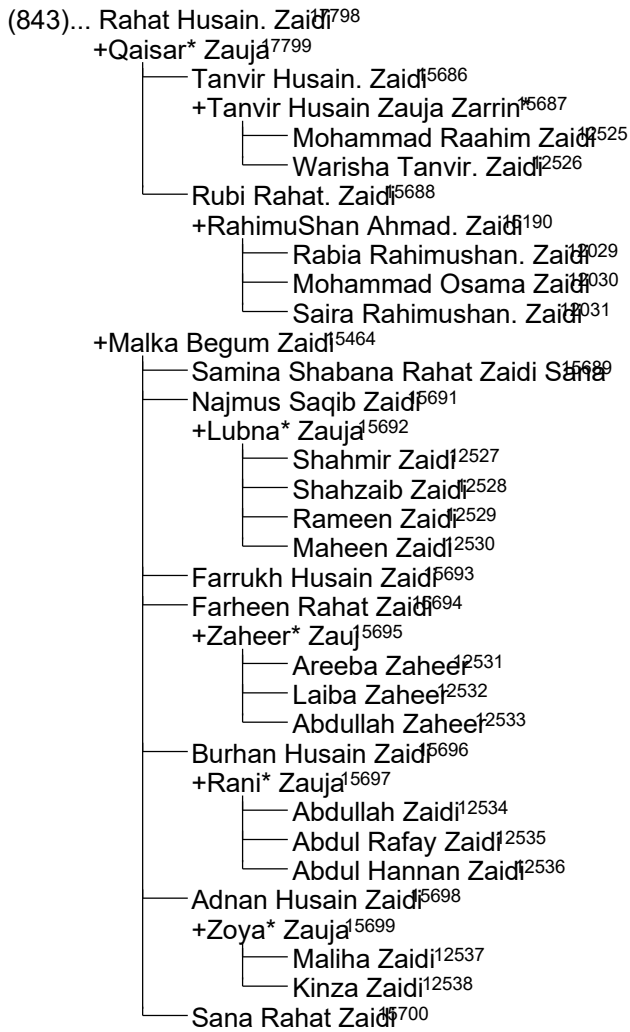 (843)... Rahat Husain. Zaidi17798
+Qaisar* Zauja17799
Tanvir Husain. Zaidi15686
+Tanvir Husain Zauja Zarrin*15687
Mohammad Raahim Zaidi12525
Warisha Tanvir. Zaidi12526
Rubi Rahat. Zaidi15688
+RahimuShan Ahmad. Zaidi15190
Rabia Rahimushan. Zaidi12029
Mohammad Osama Zaidi12030
Saira Rahimushan. Zaidi12031
+Malka Begum Zaidi15464
Samina Shabana Rahat Zaidi Sana15689
Najmus Saqib Zaidi15691
+Lubna* Zauja15692
Shahmir Zaidi12527
Shahzaib Zaidi12528
Rameen Zaidi12529
Maheen Zaidi12530
Farrukh Husain Zaidi15693
Farheen Rahat Zaidi15694
+Zaheer* Zauj15695
Areeba Zaheer12531
Laiba Zaheer12532
Abdullah Zaheer12533
Burhan Husain Zaidi15696
+Rani* Zauja15697
Abdullah Zaidi12534
Abdul Rafay Zaidi12535
Abdul Hannan Zaidi12536
Adnan Husain Zaidi15698
+Zoya* Zauja15699
Maliha Zaidi12537
Kinza Zaidi12538
Sana Rahat Zaidi15700